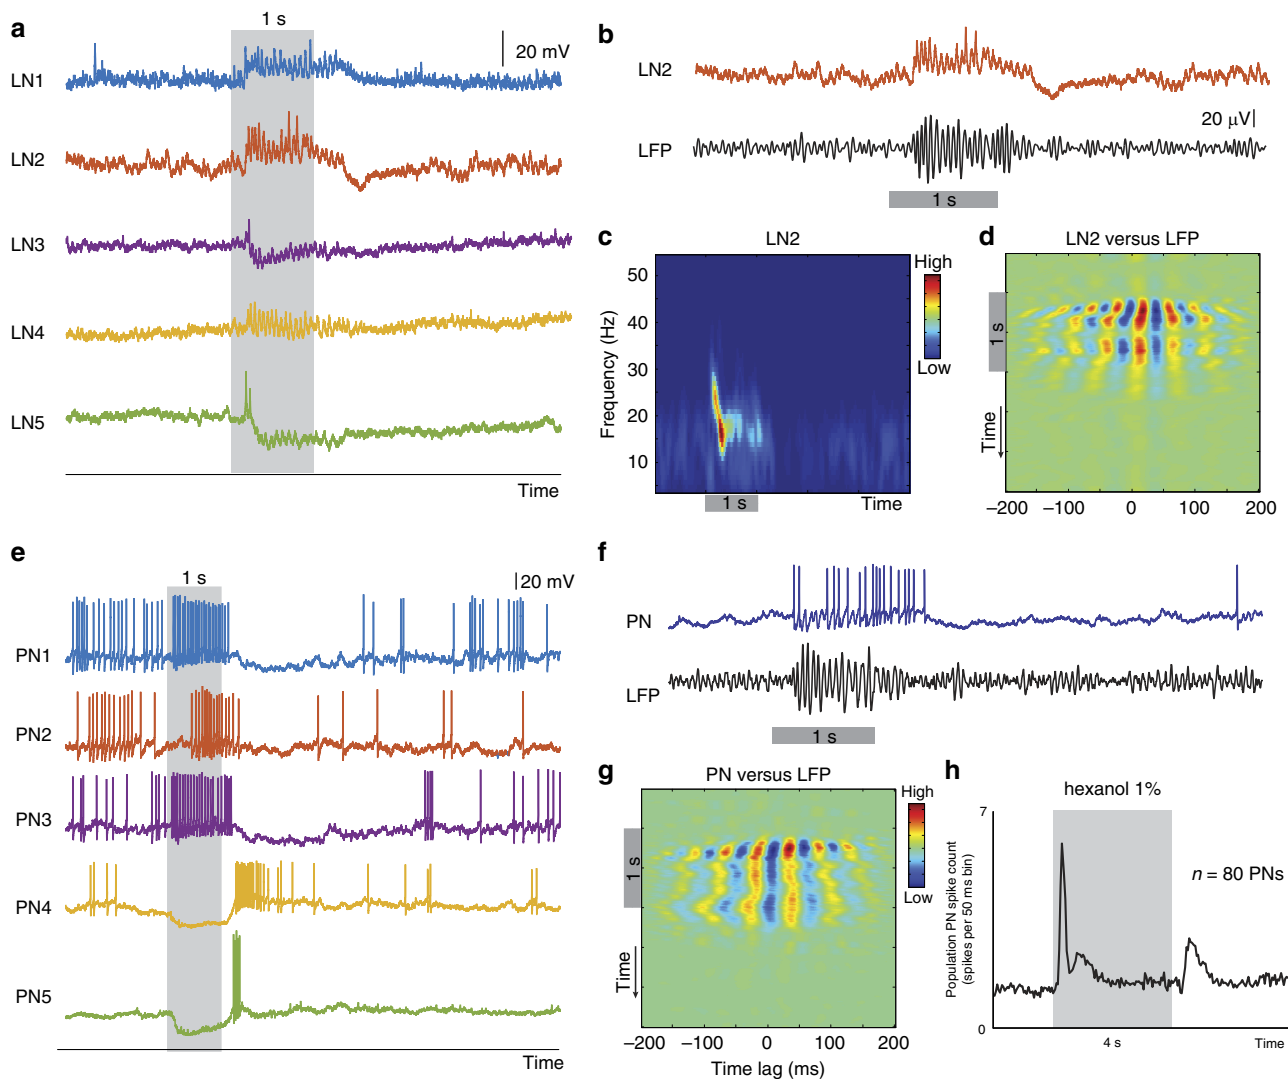 a
1 s
20 mV
LN1
LN2
LN3
LN4
LN5
Time
b
LN2
20 µV
LFP
1 s
c
LN2
High
Low
50
40
30
20
10
Frequency (Hz)
1 s
Time
d
LN2 versus LFP
1 s
Time
−200
−100
0
100
200
e
1 s
20 mV
PN1
PN2
PN3
PN4
PN5
Time
f
PN
LFP
1 s
g
PN versus LFP
High
Low
1 s
Time
−200
−100
0
100
200
Time lag (ms)
h
hexanol 1%
7
n = 80 PNs
Population PN spike count
(spikes per 50 ms bin)
0
4 s
Time